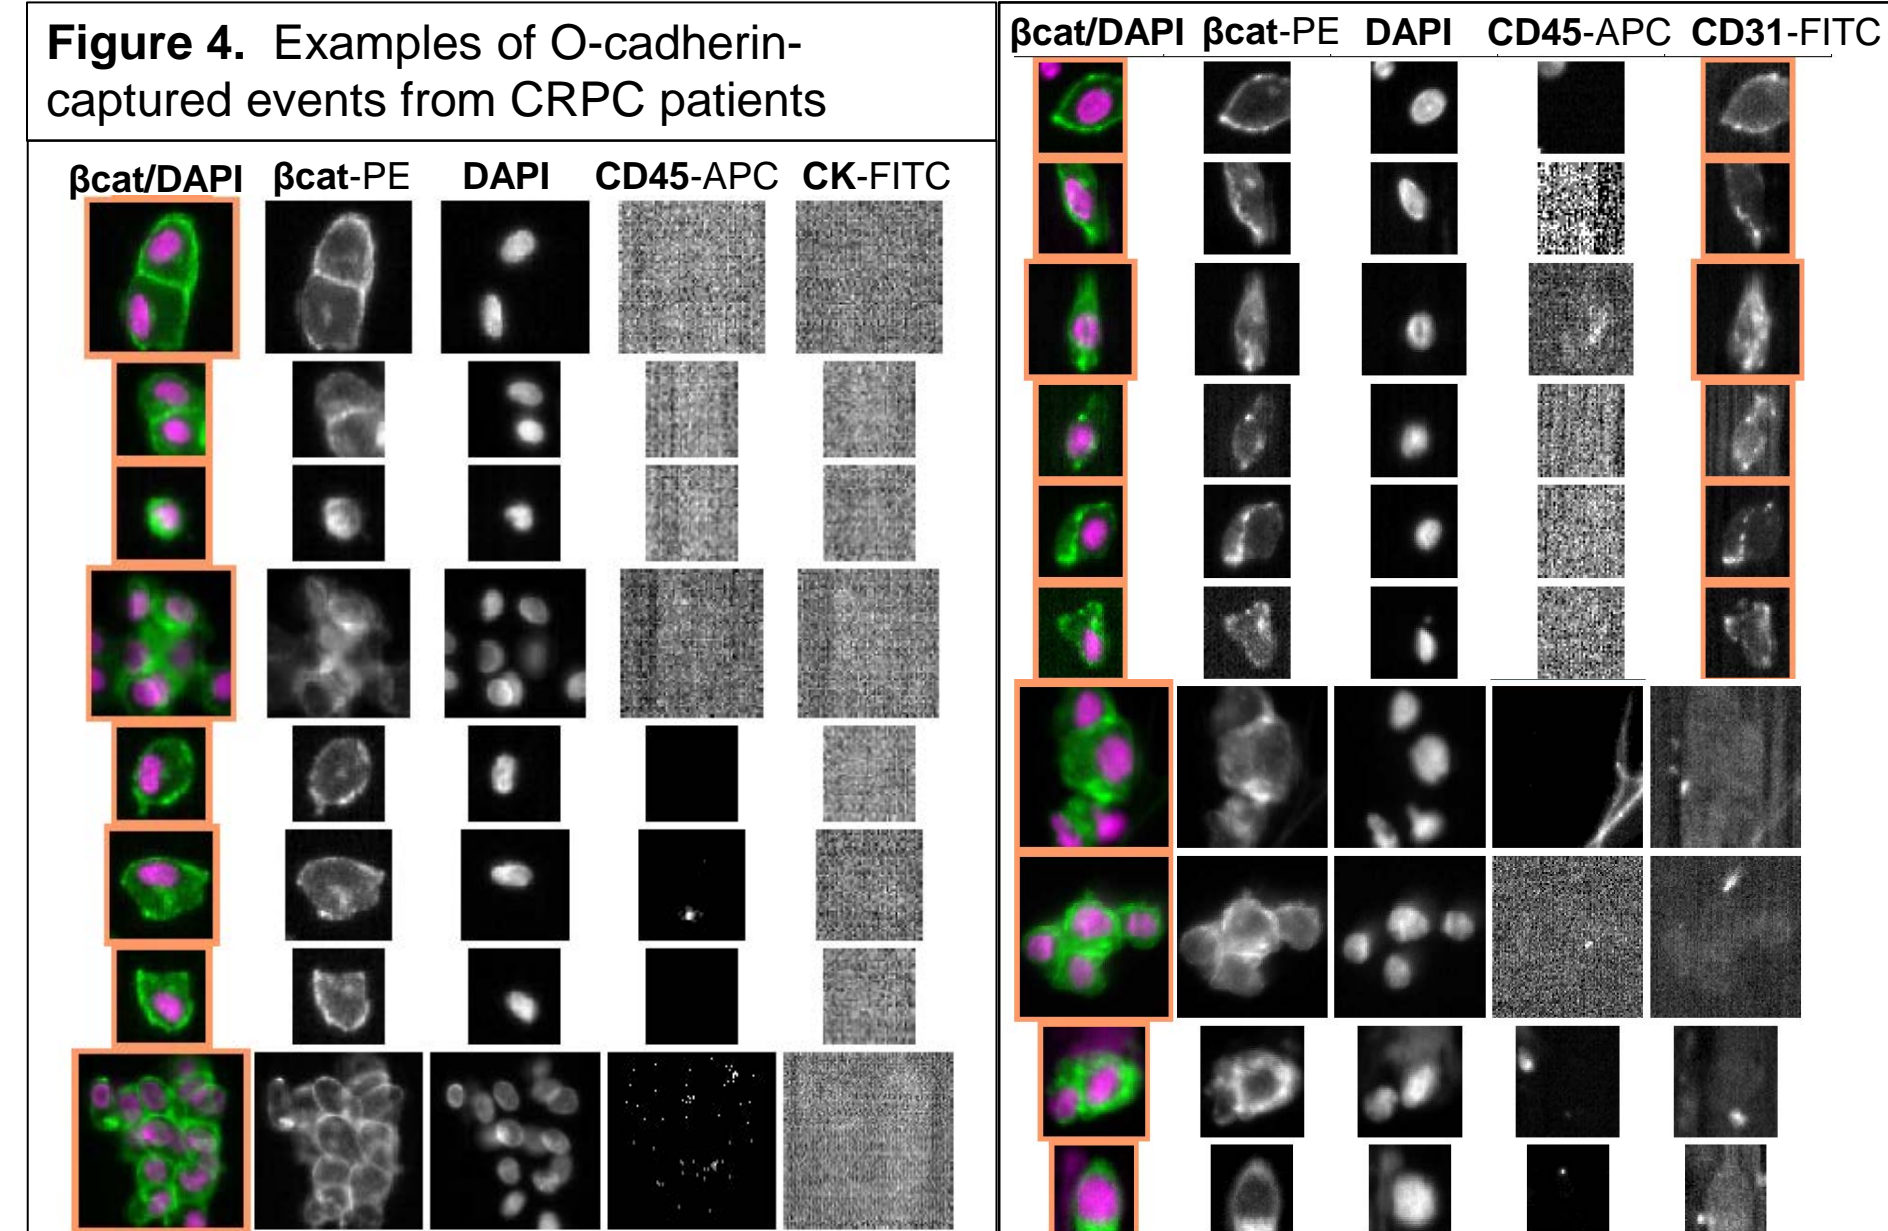 Figure 4. Examples of O-cadherin-
captured events from CRPC patients
βcat/DAPI βcat-PE DAPI CD45-APC CK-FITC
βcat/DAPI βcat-PE DAPI CD45-APC CD31-FITC